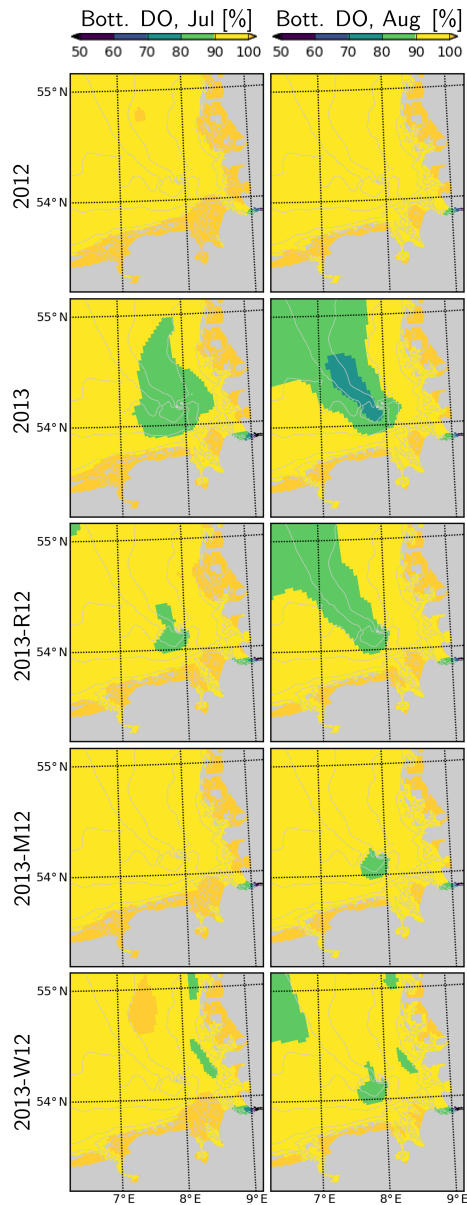 Bott. DO, Jul [%] Bott. DO, Aug [%]
50 60 70 80 90 100 50 60 70 80 90 100
55°N
54°N
2012
55°N
54°N
2013
55°N
54°N
2013-R12
55°N
54°N
2013-M12
55°N
54°N
2013-W12
7°E 8°E 9°E 7°E 8°E 9°E